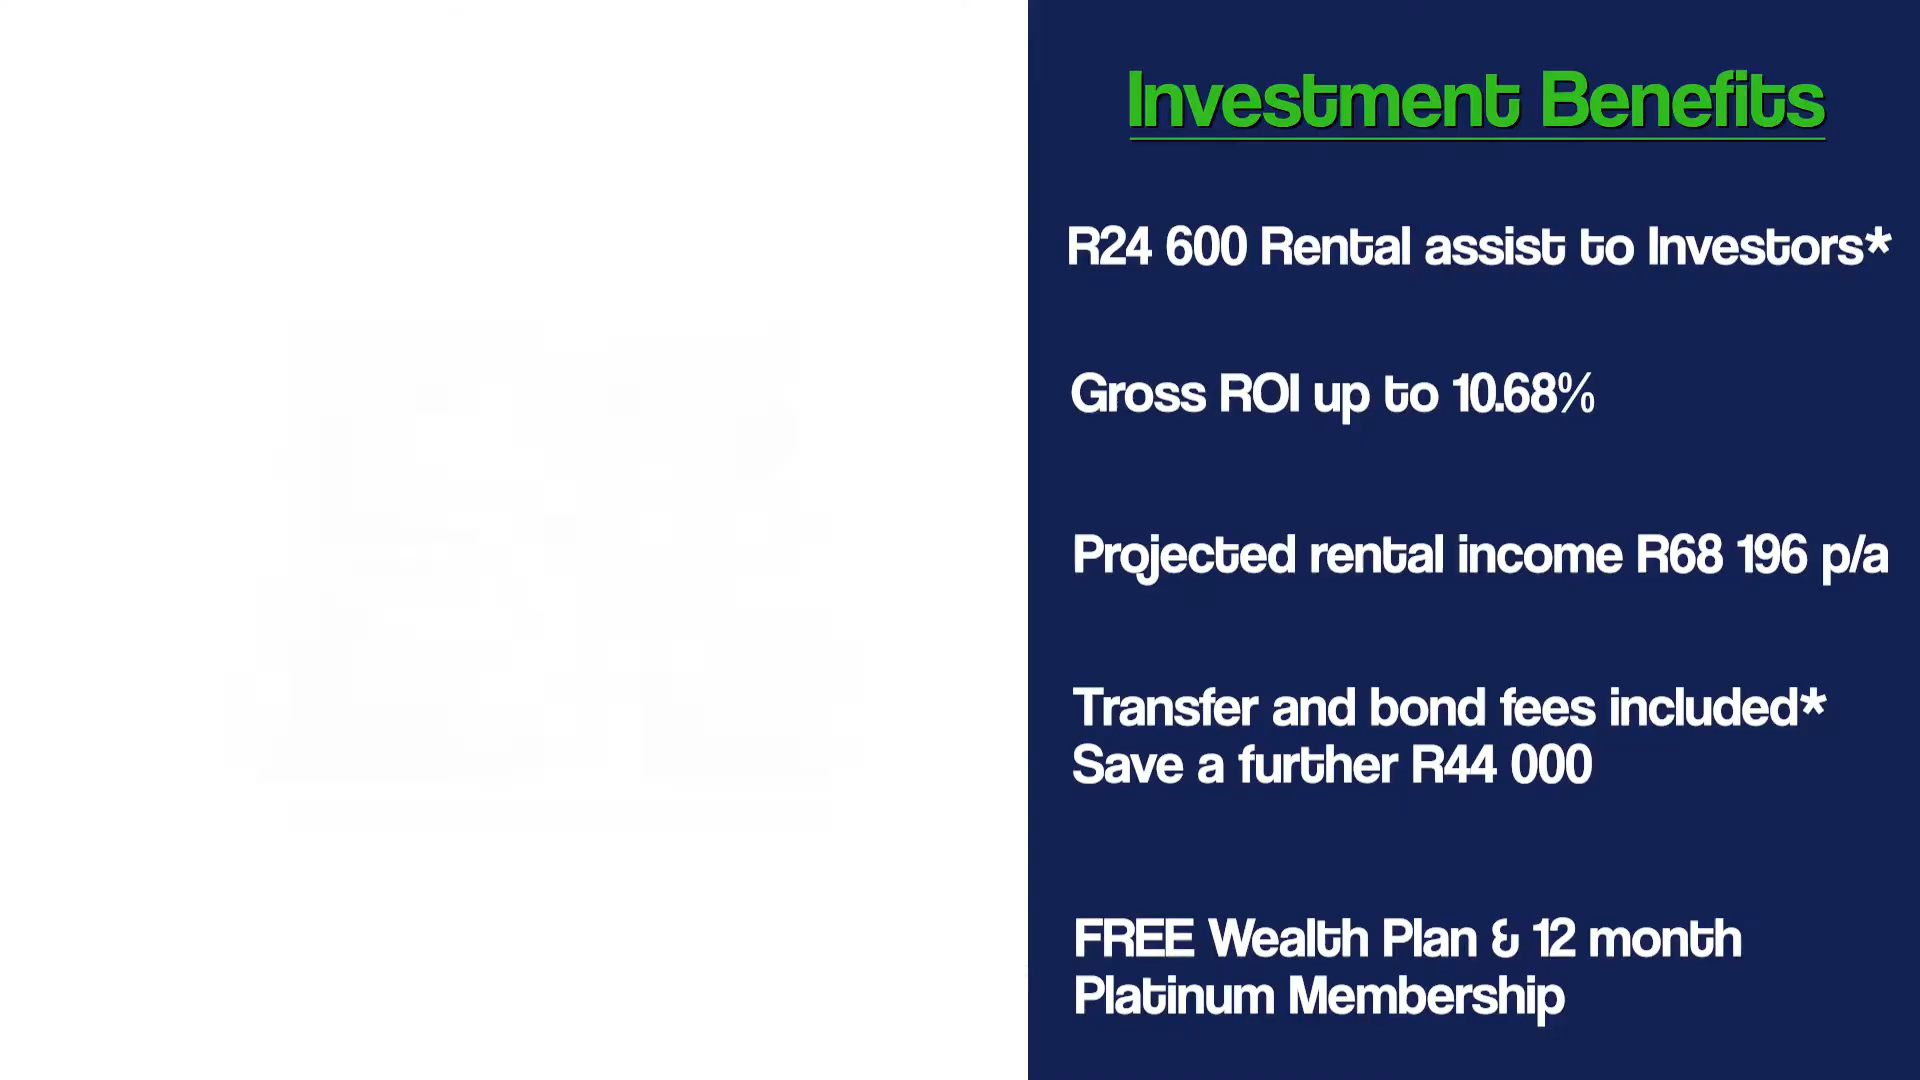 Investment Benefits
R24 600 Rental assist to Investors*
Gross ROI up to 10.68%
Projected rental income R68 196 p/a
Transfer and bond fees included*
Save a further R44 000
FREE Wealth Plan & 12 month
Platinum Membership